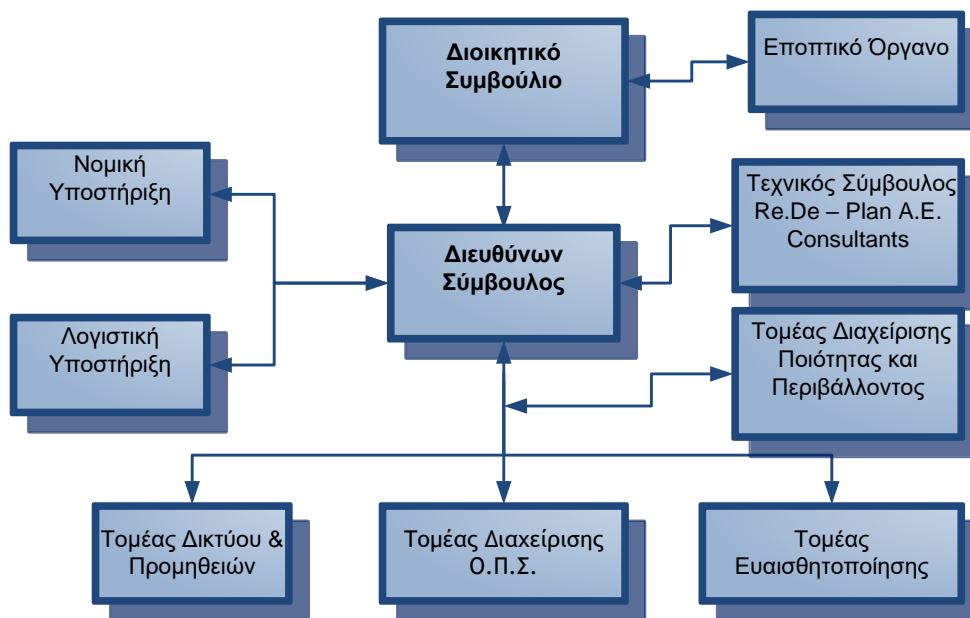 Διοικητικό
Συμβούλιο
Εποπτικό Όργανο
Νομική
Υποστήριξη
Τεχνικός Σύμβουλος
Re.De – Plan A.E.
Consultants
Διευθύνων
Σύμβουλος
Λογιστική
Υποστήριξη
Τομέας Διαχείρισης
Ποιότητας και
Περιβάλλοντος
Τομέας Δικτύου &
Προμηθειών
Τομέας Διαχείρισης
Ο.Π.Σ.
Τομέας
Ευαισθητοποίησης